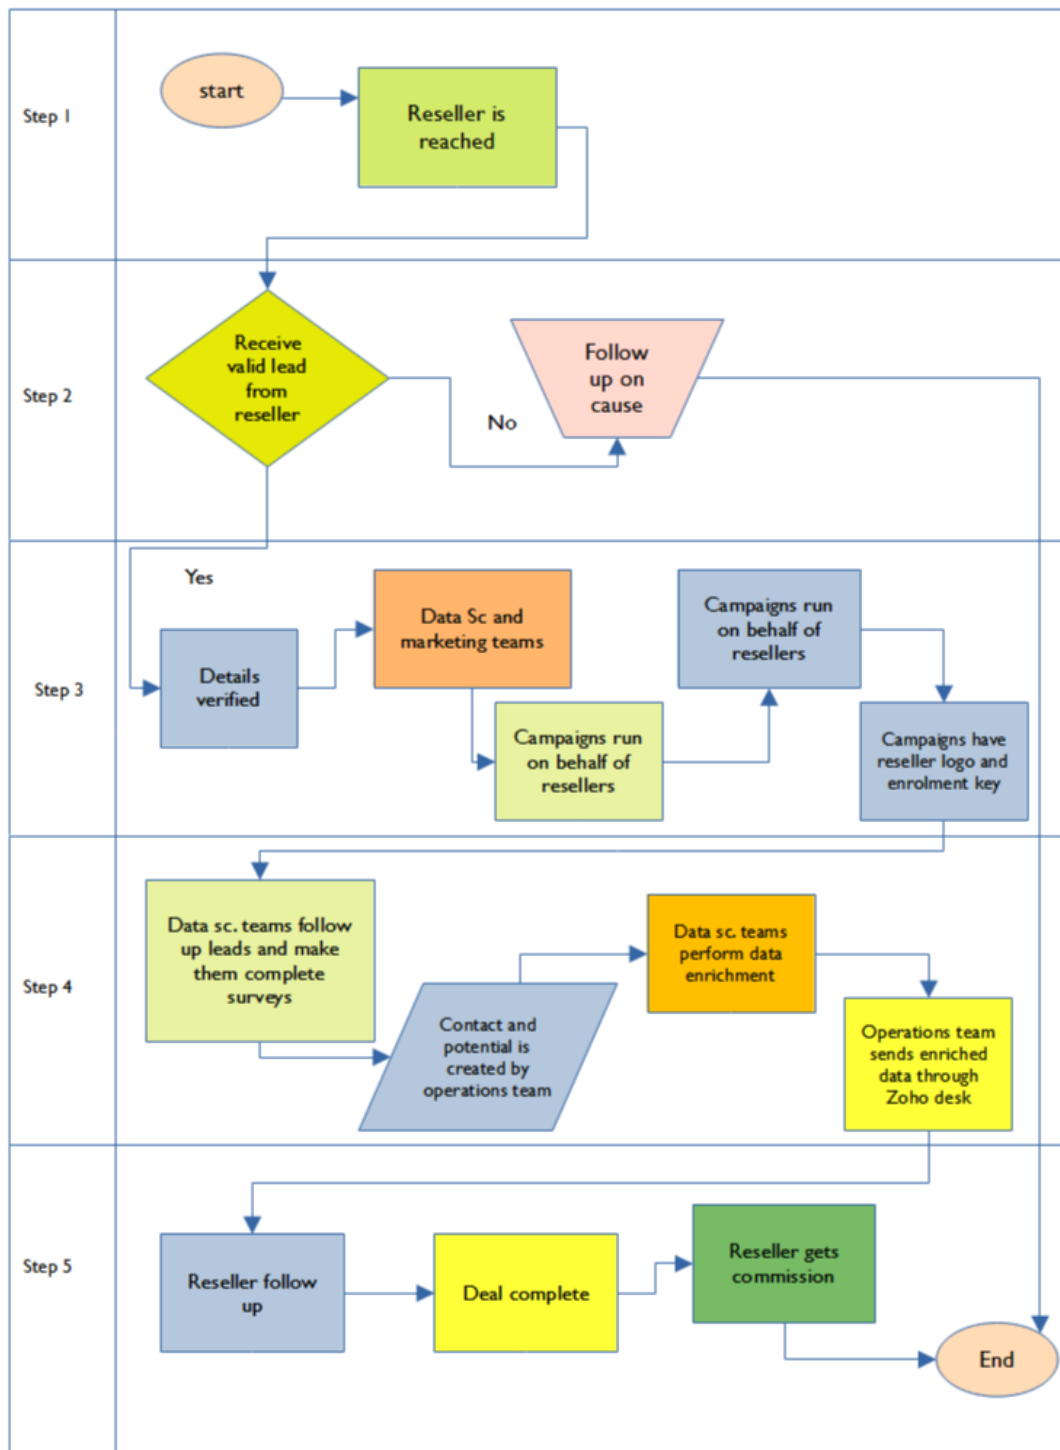 Step 1
start
Reseller is
reached
Step 2
Receive
valid lead
from
reseller
No
Follow
up on
cause
Step 3
Yes
Details
verified
Data Sc and
marketing teams
Campaigns run
on behalf of
resellers
Campaigns run
on behalf of
resellers
Campaigns have
reseller logo and
enrolment key
Step 4
Data sc. teams follow
up leads and make
them complete
surveys
Contact and
potential is
created by
operations team
Data sc. teams
perform data
enrichment
Operations team
sends enriched
data through
Zoho desk
Step 5
Reseller follow
up
Deal complete
Reseller gets
commission
End